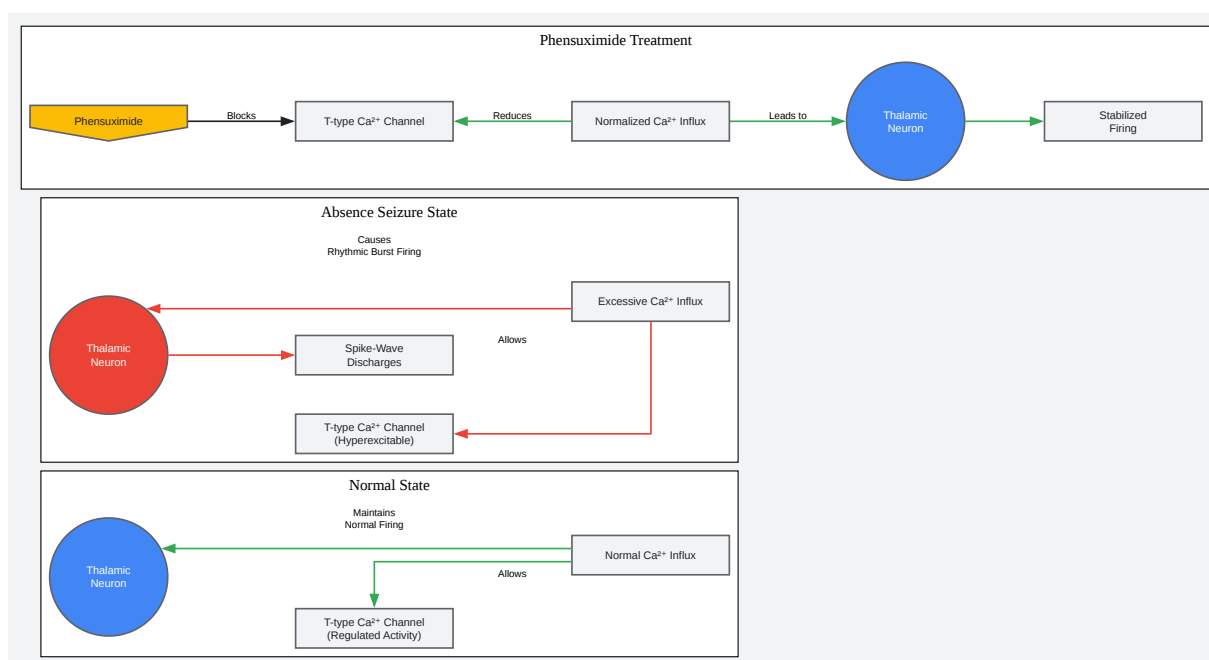 Phensuximide Treatment
Phensuximide
Blocks
T-type Ca²⁺ Channel
Reduces
Normalized Ca²⁺ Influx
Leads to
Thalamic
Neuron
Stabilized
Firing
Absence Seizure State
Causes
Rhythmic Burst Firing
Excessive Ca²⁺ Influx
Thalamic
Neuron
Spike-Wave
Discharges
Allows
T-type Ca²⁺ Channel
(Hyperexcitable)
Normal State
Maintains
Normal Firing
Thalamic
Neuron
Normal Ca²⁺ Influx
Allows
T-type Ca²⁺ Channel
(Regulated Activity)